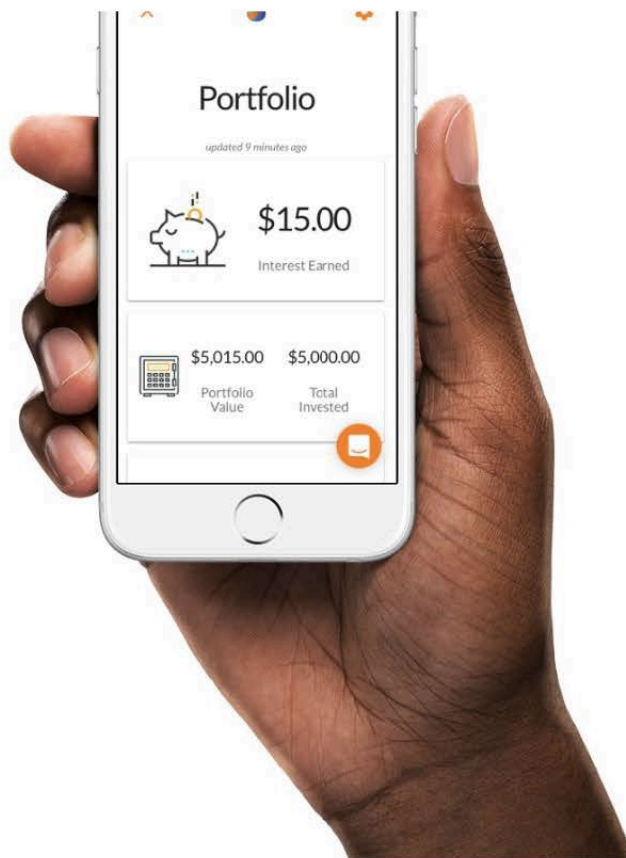 Portfolio
updated 9 minutes ago
$15.00
Interest Earned
$5,015.00 $5,000.00
Portfolio Total
Value Invested